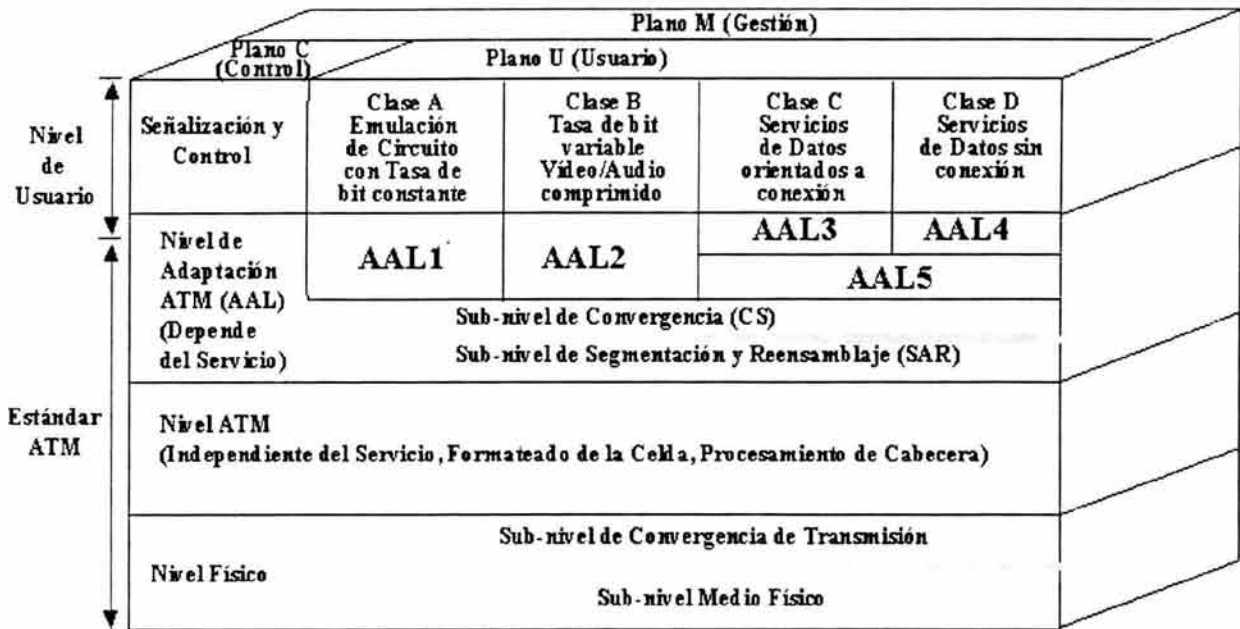 Plano M (Gestión)
Plano C
(Control)
Plano U (Usuario)
Nivel
de
Usuario
Señalización y
Control
Clase A
Emulación
de Circuito
con Tasa de
bit constante
Clase B
Tasa de bit
variable
Vídeo/Audio
comprimido
Clase C
Servicios
de Datos
orientados a
conexión
Clase D
Servicios
de Datos sin
conexión
Estándar
ATM
Nivel de
Adaptación
ATM (AAL)
(Depende
del Servicio)
AAL1
AAL2
AAL3
AAL4
AAL5
Sub-nivel de Convergencia (CS)
Sub-nivel de Segmentación y Reensamblaje (SAR)
Nivel ATM
(Independiente del Servicio, Formateado de la Celda, Procesamiento de Cabecera)
Nivel Físico
Sub-nivel de Convergencia de Transmisión
Sub-nivel Medio Físico